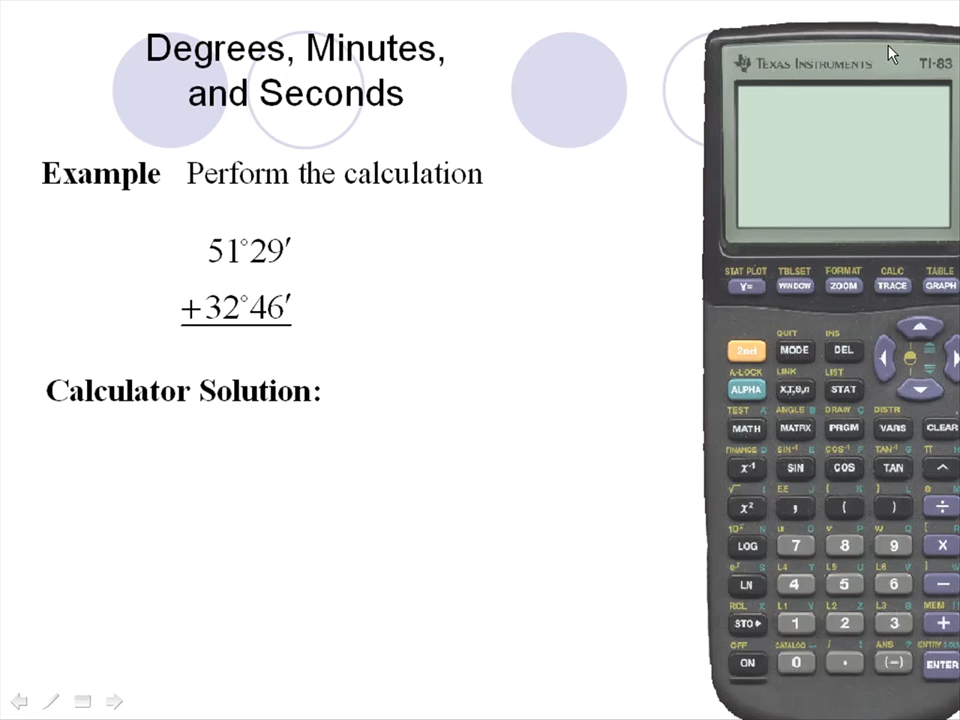 Degrees, Minutes,
and Seconds
Example Perform the calculation
51°29′
+32°46′
Calculator Solution:
TEXAS INSTRUMENTS TI-83
STAT PLOT TBLSET FORMAT CALC TABLE
Y= WINDOW ZOOM TRACE GRAPH
QUIT INS
2nd MODE DEL
A-LOCK LINK LIST
ALPHA X,T,θ,n STAT
TEST A ANGLE B DRAW C DISTR
MATH MATRX PRGM VARS CLEAR
FINANCE D SIN⁻¹ E COS⁻¹ F TAN⁻¹ G π H
x⁻¹ SIN COS TAN ^
√ I EE J { K } L e M
x² , ( ) ÷
10ˣ N u O v P w Q [ R
LOG 7 8 9 X
eˣ S L4 T L5 U L6 V ] W
LN 4 5 6 −
RCL X L1 Y L2 Z L3 θ MEM "
STO▶ 1 2 3 +
OFF CATALOG i : ANS ? ENTRY
ON 0 . (−) ENTER